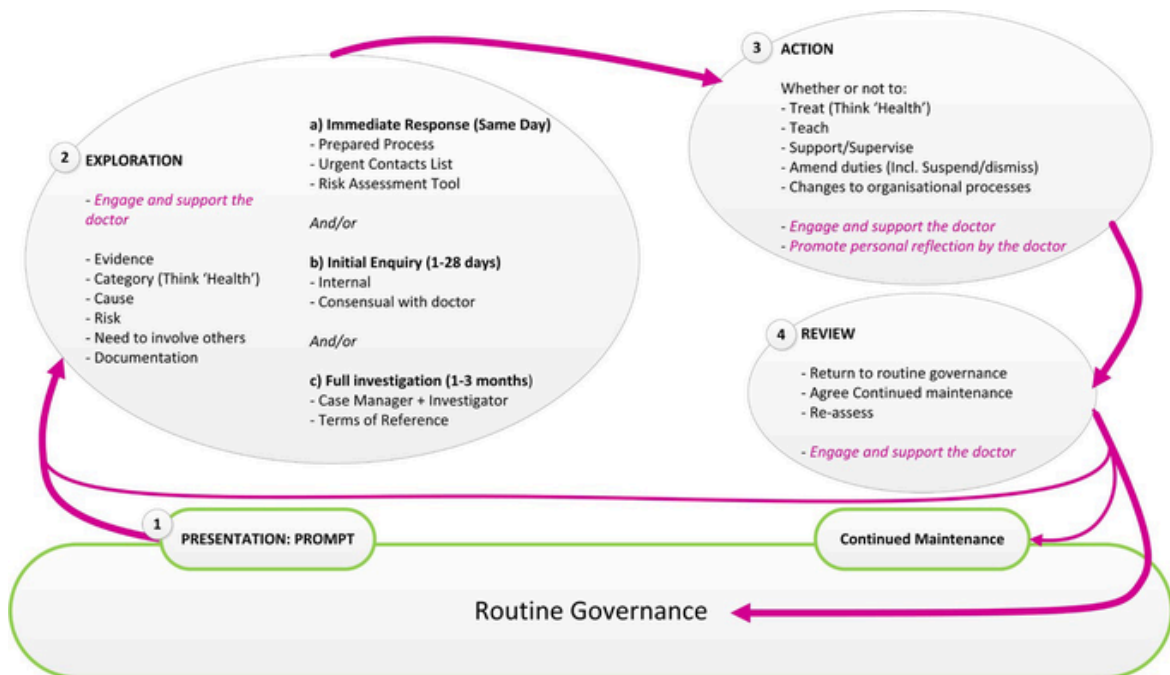 1
PRESENTATION: PROMPT
2
EXPLORATION
- Engage and support the
doctor
- Evidence
- Category (Think ‘Health’)
- Cause
- Risk
- Need to involve others
- Documentation
a) Immediate Response (Same Day)
- Prepared Process
- Urgent Contacts List
- Risk Assessment Tool
And/or
b) Initial Enquiry (1-28 days)
- Internal
- Consensual with doctor
And/or
c) Full investigation (1-3 months)
- Case Manager + Investigator
- Terms of Reference
3
ACTION
Whether or not to:
- Treat (Think ‘Health’)
- Teach
- Support/Supervise
- Amend duties (Incl. Suspend/dismiss)
- Changes to organisational processes
- Engage and support the doctor
- Promote personal reflection by the doctor
4
REVIEW
- Return to routine governance
- Agree Continued maintenance
- Re-assess
- Engage and support the doctor
Continued Maintenance
Routine Governance